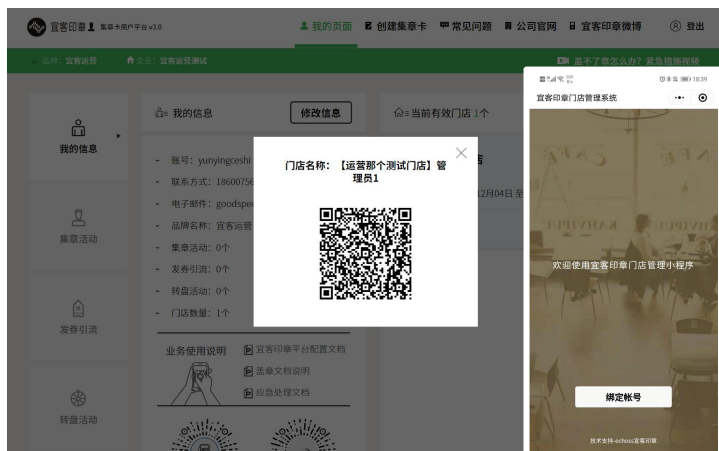 宜客印章 集章卡商户平台 v3.0
我的页面 创建集章卡 常见问题 公司官网 宜客印章微博 登出
品牌：宜客运营 企业：宜客运营测试 盖不了章怎么办？紧急措施视频
我的信息
集章活动
发券引流
转盘活动
我的信息 修改信息
- 账号：yunyingceshi
- 联系方式：1860075
- 电子邮件：goodspe
- 品牌名称：宜客运营
- 集章活动：0个
- 发券引流：0个
- 转盘活动：0个
- 门店数量：1个
业务使用说明
宜客印章平台配置文档
盖章文档说明
应急处理文档
当前有效门店 1个
店
12月04日 至
门店名称：【运营那个测试门店】管
理员1
18:39
宜客印章门店管理系统
欢迎使用宜客印章门店管理小程序
绑定帐号
技术支持-echoss宜客印章